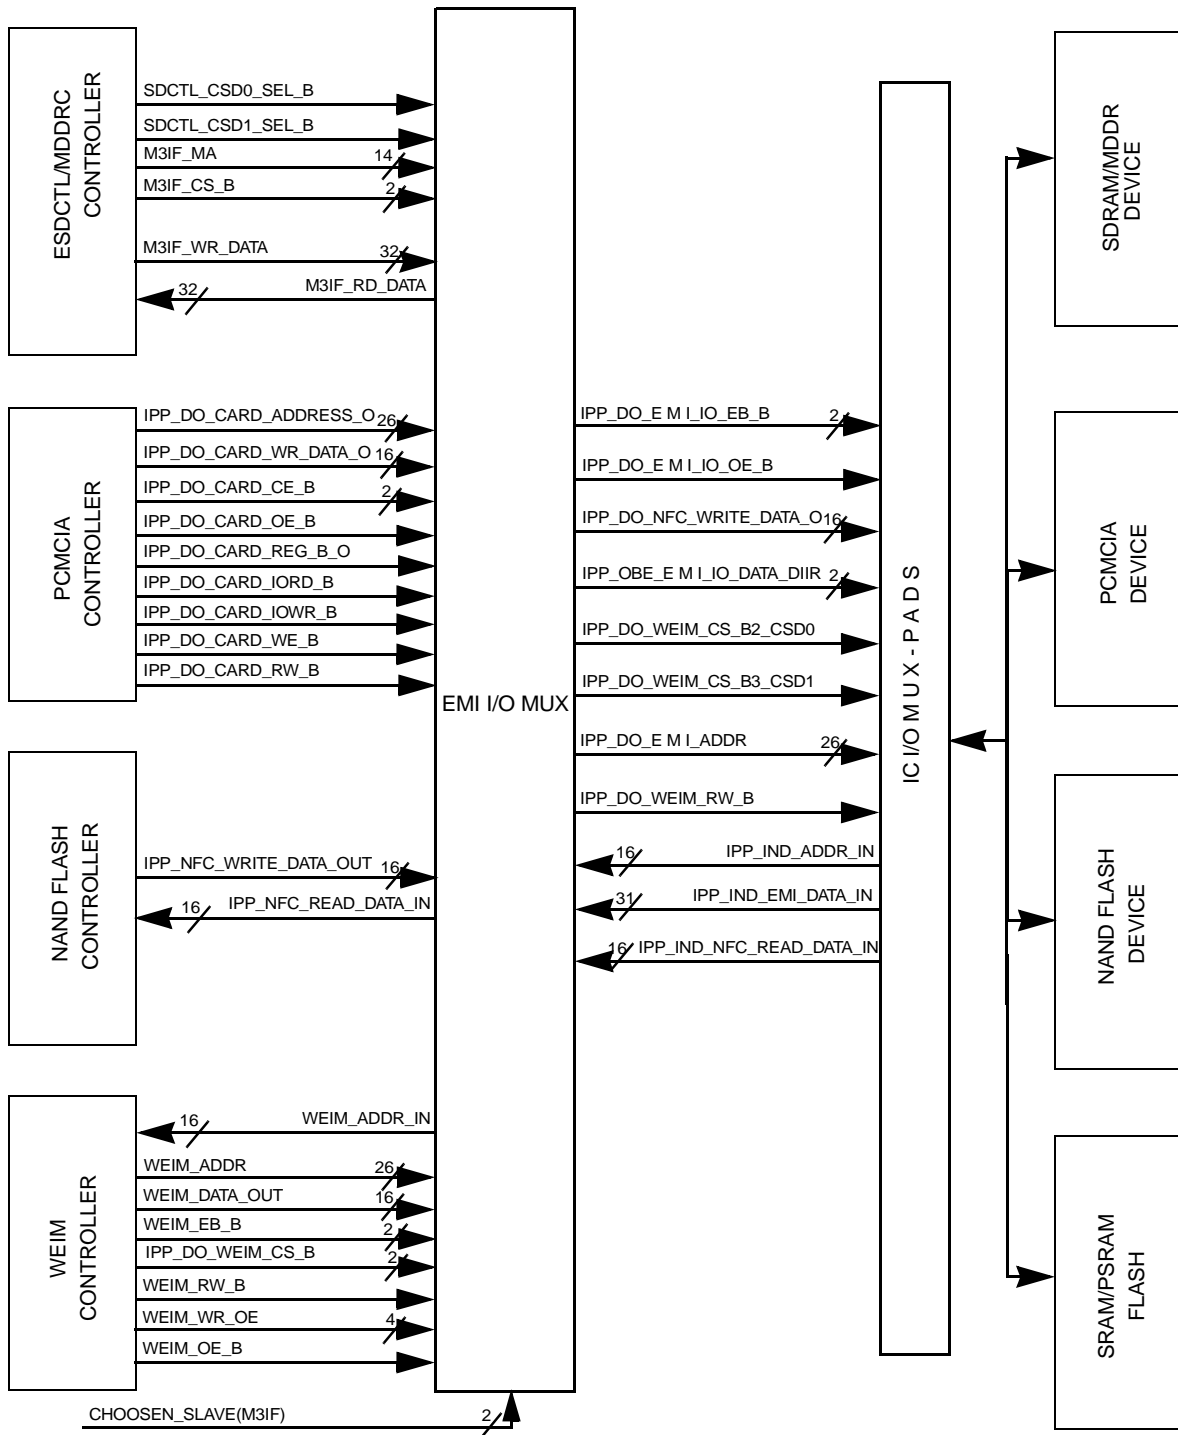 ESDCTL/MDDRC
CONTROLLER
SDCTL_CSD0_SEL_B
SDCTL_CSD1_SEL_B
M3IF_MA
14
M3IF_CS_B
2
M3IF_WR_DATA
32
M3IF_RD_DATA
32
PCMCIA
CONTROLLER
IPP_DO_CARD_ADDRESS_O
26
IPP_DO_CARD_WR_DATA_O
16
IPP_DO_CARD_CE_B
2
IPP_DO_CARD_OE_B
IPP_DO_CARD_REG_B_O
IPP_DO_CARD_IORD_B
IPP_DO_CARD_IOWR_B
IPP_DO_CARD_WE_B
IPP_DO_CARD_RW_B
NAND FLASH
CONTROLLER
IPP_NFC_WRITE_DATA_OUT
16
16
IPP_NFC_READ_DATA_IN
WEIM
CONTROLLER
16
WEIM_ADDR_IN
WEIM_ADDR
26
WEIM_DATA_OUT
16
WEIM_EB_B
2
IPP_DO_WEIM_CS_B
2
WEIM_RW_B
WEIM_WR_OE
4
WEIM_OE_B
CHOOSEN_SLAVE(M3IF)
2
EMI I/O MUX
IPP_DO_E M I_IO_EB_B
2
IPP_DO_E M I_IO_OE_B
IPP_DO_NFC_WRITE_DATA_O
16
IPP_OBE_E M I_IO_DATA_DIIR
2
IPP_DO_WEIM_CS_B2_CSD0
IPP_DO_WEIM_CS_B3_CSD1
IPP_DO_E M I_ADDR
26
IPP_DO_WEIM_RW_B
16
IPP_IND_ADDR_IN
31
IPP_IND_EMI_DATA_IN
16
IPP_IND_NFC_READ_DATA_IN
IC I/O M U X - P A D S
SDRAM/MDDR
DEVICE
PCMCIA
DEVICE
NAND FLASH
DEVICE
SRAM/PSRAM
FLASH